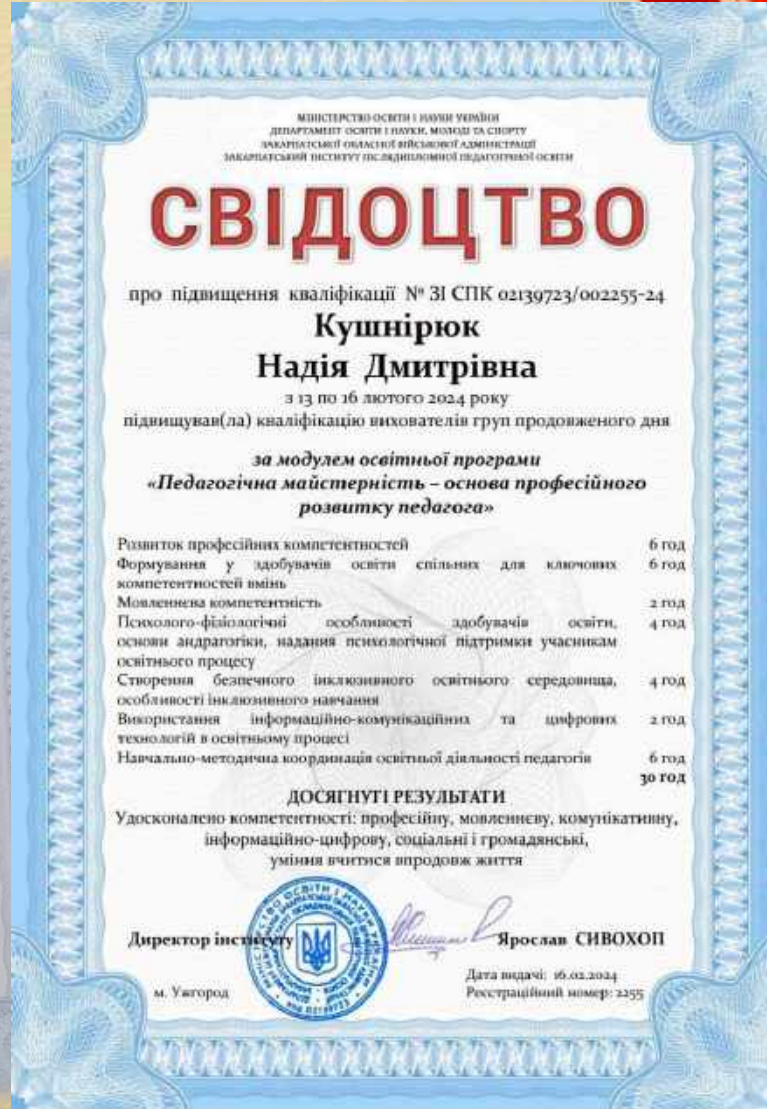 МІНІСТЕРСТВО ОСВІТИ І НАУКИ УКРАЇНИ
ДЕПАРТАМЕНТ ОСВІТИ І НАУКИ, МОЛОДІ ТА СПОРТУ
ЗАКАРПАТСЬКОЇ ОБЛАСНОЇ ВІЙСЬКОВОЇ АДМІНІСТРАЦІЇ
ЗАКАРПАТСЬКИЙ ІНСТИТУТ ПІСЛЯДИПЛОМНОЇ ПЕДАГОГІЧНОЇ ОСВІТИ
СВІДОЦТВО
про підвищення кваліфікації № ЗІ СПК 02139723/002255-24
Кушнірюк
Надія Дмитрівна
з 13 по 16 лютого 2024 року
підвищував(ла) кваліфікацію вихователів груп продовженого дня
за модулем освітньої програми
«Педагогічна майстерність – основа професійного
розвитку педагога»
Розвиток професійних компетентностей 6 год
Формування у здобувачів освіти спільних для ключових 6 год
компетентностей вмінь
Мовленнєва компетентність 2 год
Психолого-фізіологічні особливості здобувачів освіти, 4 год
основи андрагогіки, надання психологічної підтримки учасникам
освітнього процесу
Створення безпечного інклюзивного освітнього середовища, 4 год
особливості інклюзивного навчання
Використання інформаційно-комунікаційних та цифрових 2 год
технологій в освітньому процесі
Навчально-методична координація освітньої діяльності педагогів 6 год
30 год
ДОСЯГНУТІ РЕЗУЛЬТАТИ
Удосконалено компетентності: професійну, мовленнєву, комунікативну,
інформаційно-цифрову, соціальні і громадянські,
уміння вчитися впродовж життя
Директор інституту Ярослав СИВОХОП
м. Ужгород
Дата видачі: 16.02.2024
Реєстраційний номер: 2255